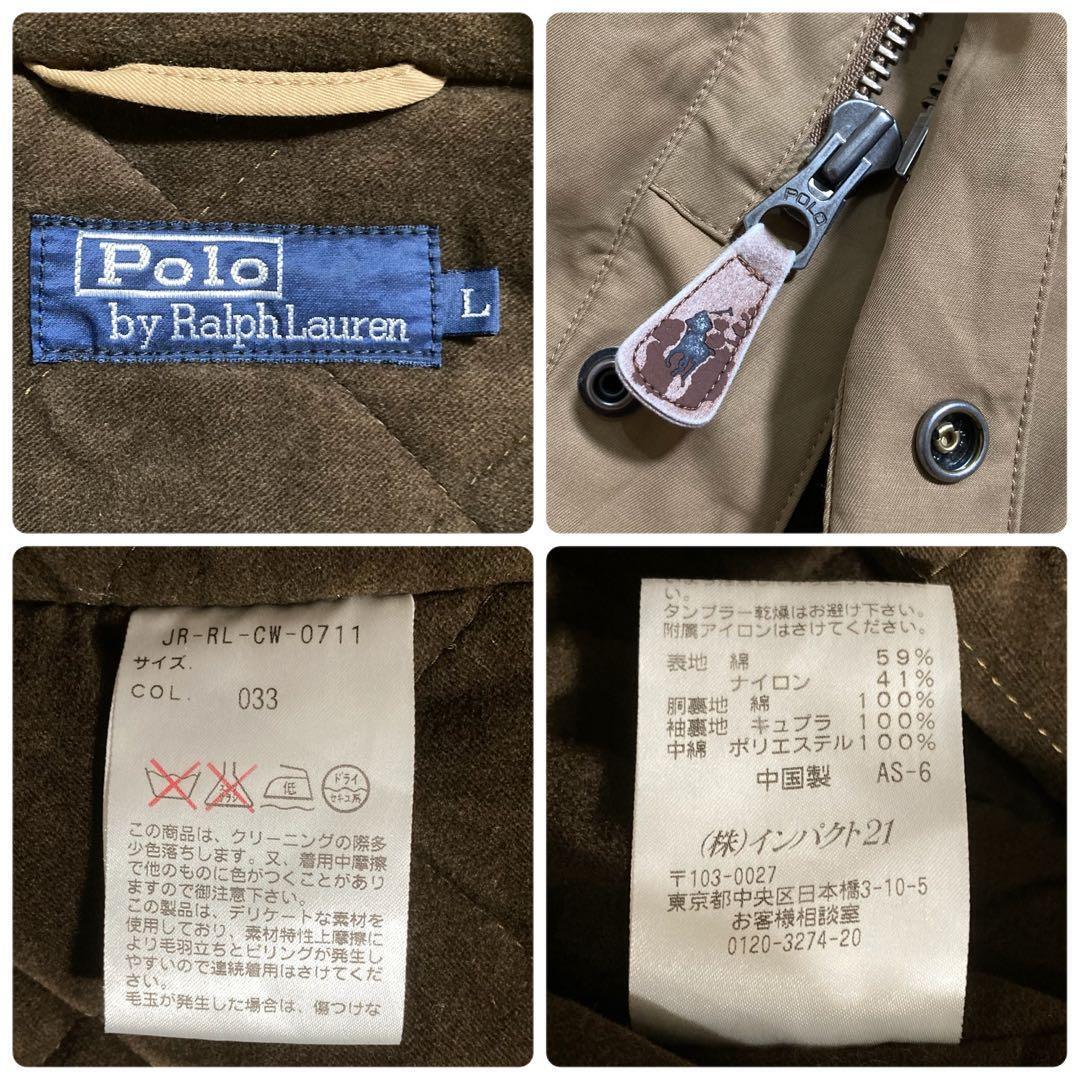 Polo
by Ralph Lauren
L
POLO
JR-RL-CW-0711
サイズ.
COL. 033
低
ドライ
セキユ系
この商品は、クリーニングの際多
少色落ちします。又、着用中摩擦
で他のものに色がつくことがあり
ますので御注意下さい。
この製品は、デリケートな素材を
使用しており、素材特性上摩擦に
より毛羽立ちとピリングが発生し
やすいので連続着用はさけてくだ
さい。
毛玉が発生した場合は、傷つけな
い。
タンブラー乾燥はお避け下さい。
附属アイロンはさけてください。
表地 綿 59%
ナイロン 41%
胴裏地 綿 100%
袖裏地 キュプラ 100%
中綿 ポリエステル100%
中国製 AS-6
(株)インパクト21
〒103-0027
東京都中央区日本橋3-10-5
お客様相談室
0120-3274-20